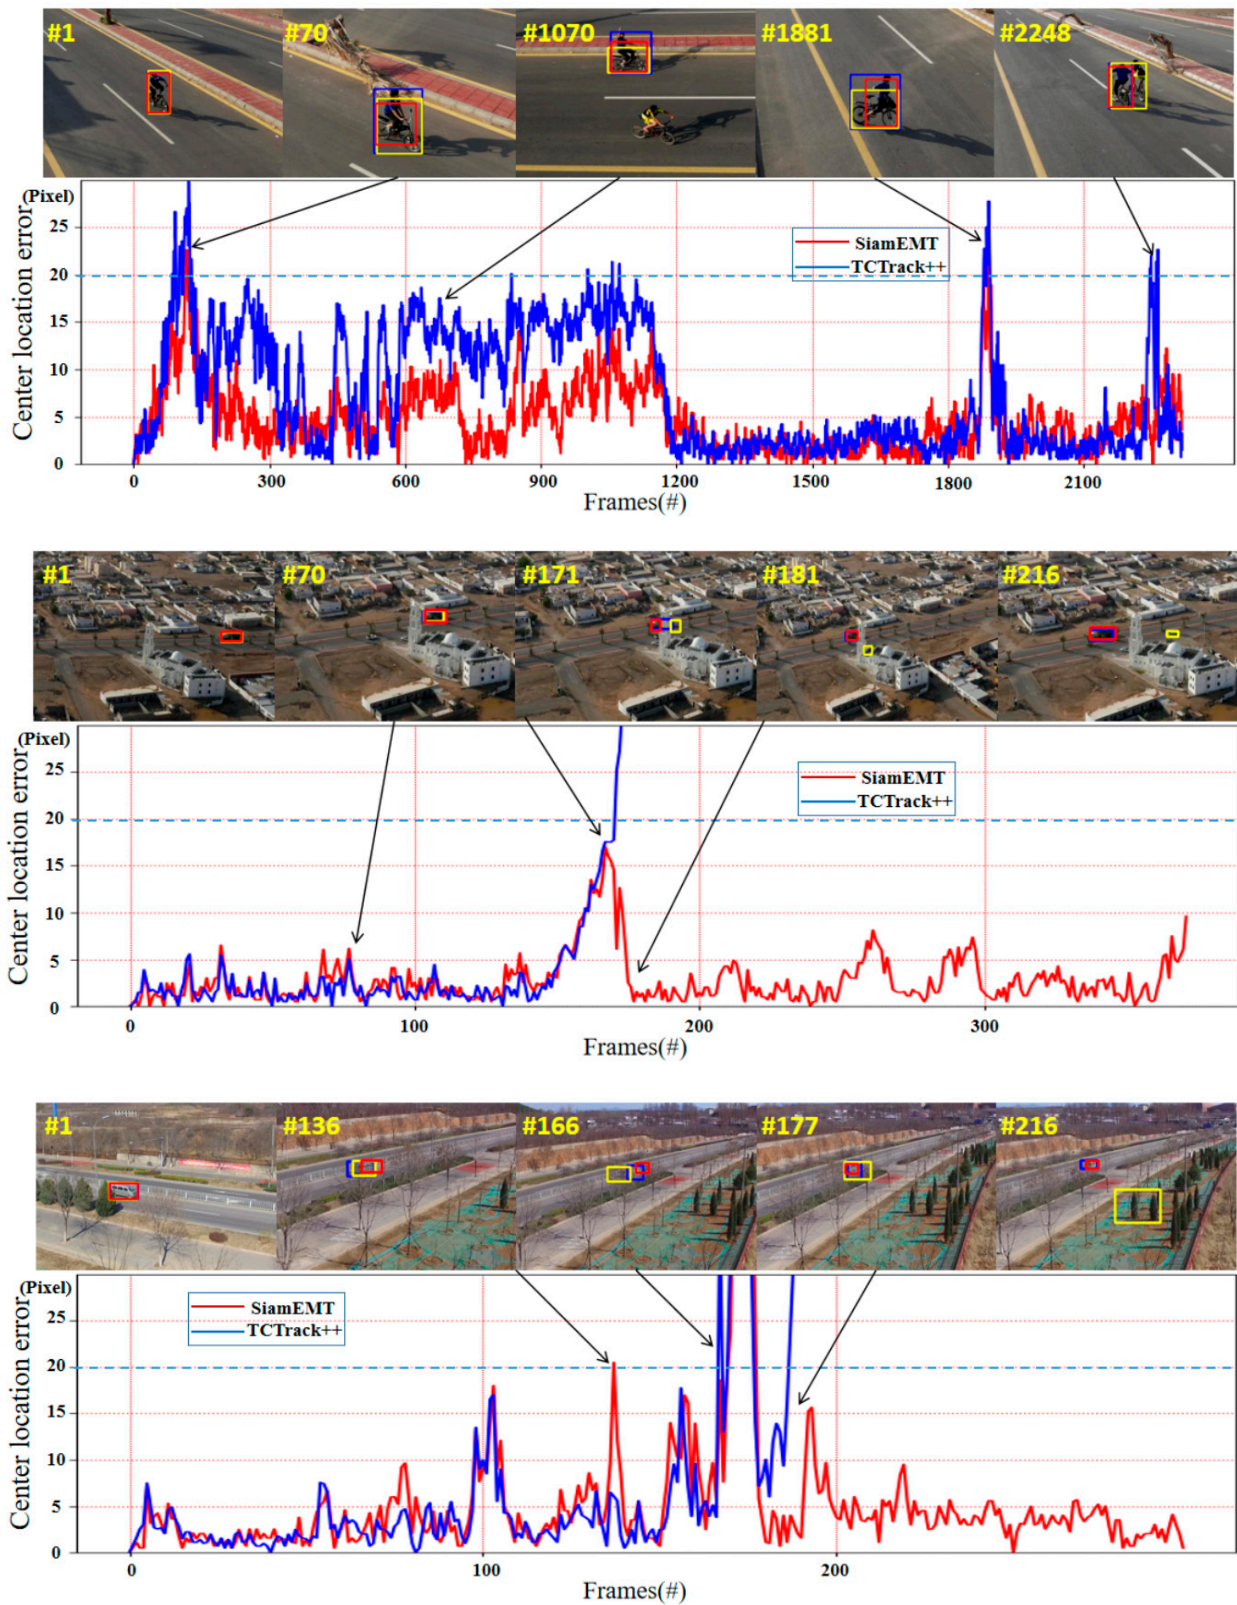 #1 #70 #1070 #1881 #2248
(Pixel)
Center location error
25
20
15
10
5
0
SiamEMT
TCTrack++
0 300 600 900 1200 1500 1800 2100
Frames(#)
#1 #70 #171 #181 #216
(Pixel)
Center location error
25
20
15
10
5
0
SiamEMT
TCTrack++
0 100 200 300
Frames(#)
#1 #136 #166 #177 #216
(Pixel)
Center location error
25
20
15
10
5
0
SiamEMT
TCTrack++
0 100 200
Frames(#)